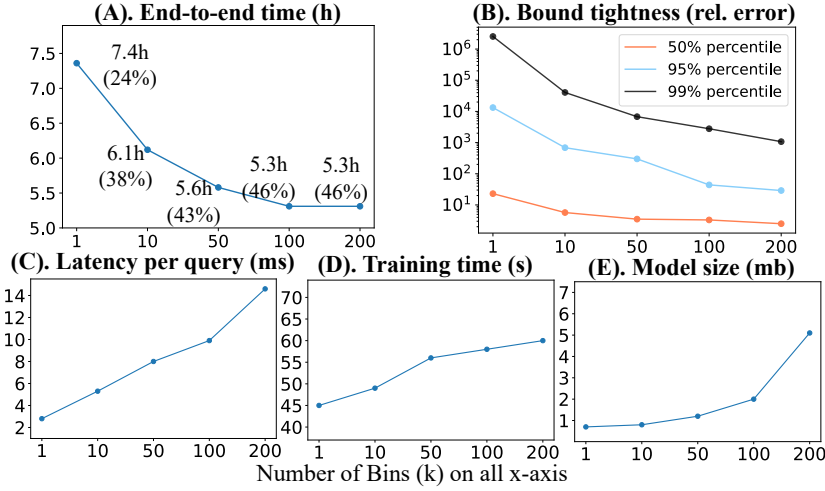 (A). End-to-end time (h)
7.5
7.0
6.5
6.0
5.5
5.0
7.4h
(24%)
6.1h
(38%)
5.6h
(43%)
5.3h
(46%)
5.3h
(46%)
1 10 50 100 200
(B). Bound tightness (rel. error)
10^6
10^5
10^4
10^3
10^2
10^1
50% percentile
95% percentile
99% percentile
1 10 50 100 200
(C). Latency per query (ms)
14
12
10
8
6
4
2
1 10 50 100 200
(D). Training time (s)
70
65
60
55
50
45
40
1 10 50 100 200
(E). Model size (mb)
7
6
5
4
3
2
1
1 10 50 100 200
Number of Bins (k) on all x-axis